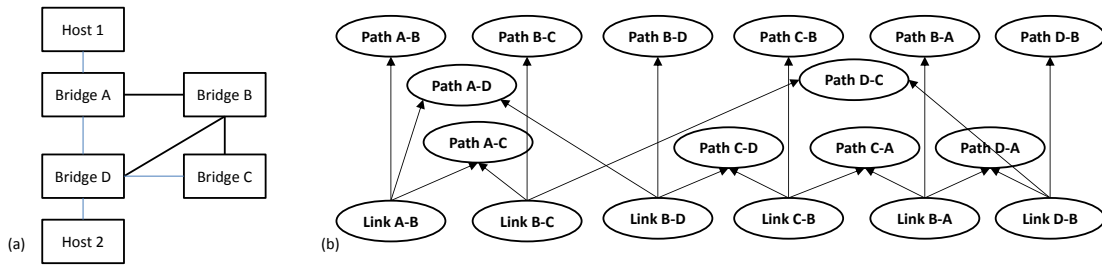 Host 1
Bridge A
Bridge B
Bridge D
Bridge C
Host 2
(a)
Path A-B
Path B-C
Path B-D
Path C-B
Path B-A
Path D-B
Path A-D
Path D-C
Path A-C
Path C-D
Path C-A
Path D-A
Link A-B
Link B-C
Link B-D
Link C-B
Link B-A
Link D-B
(b)